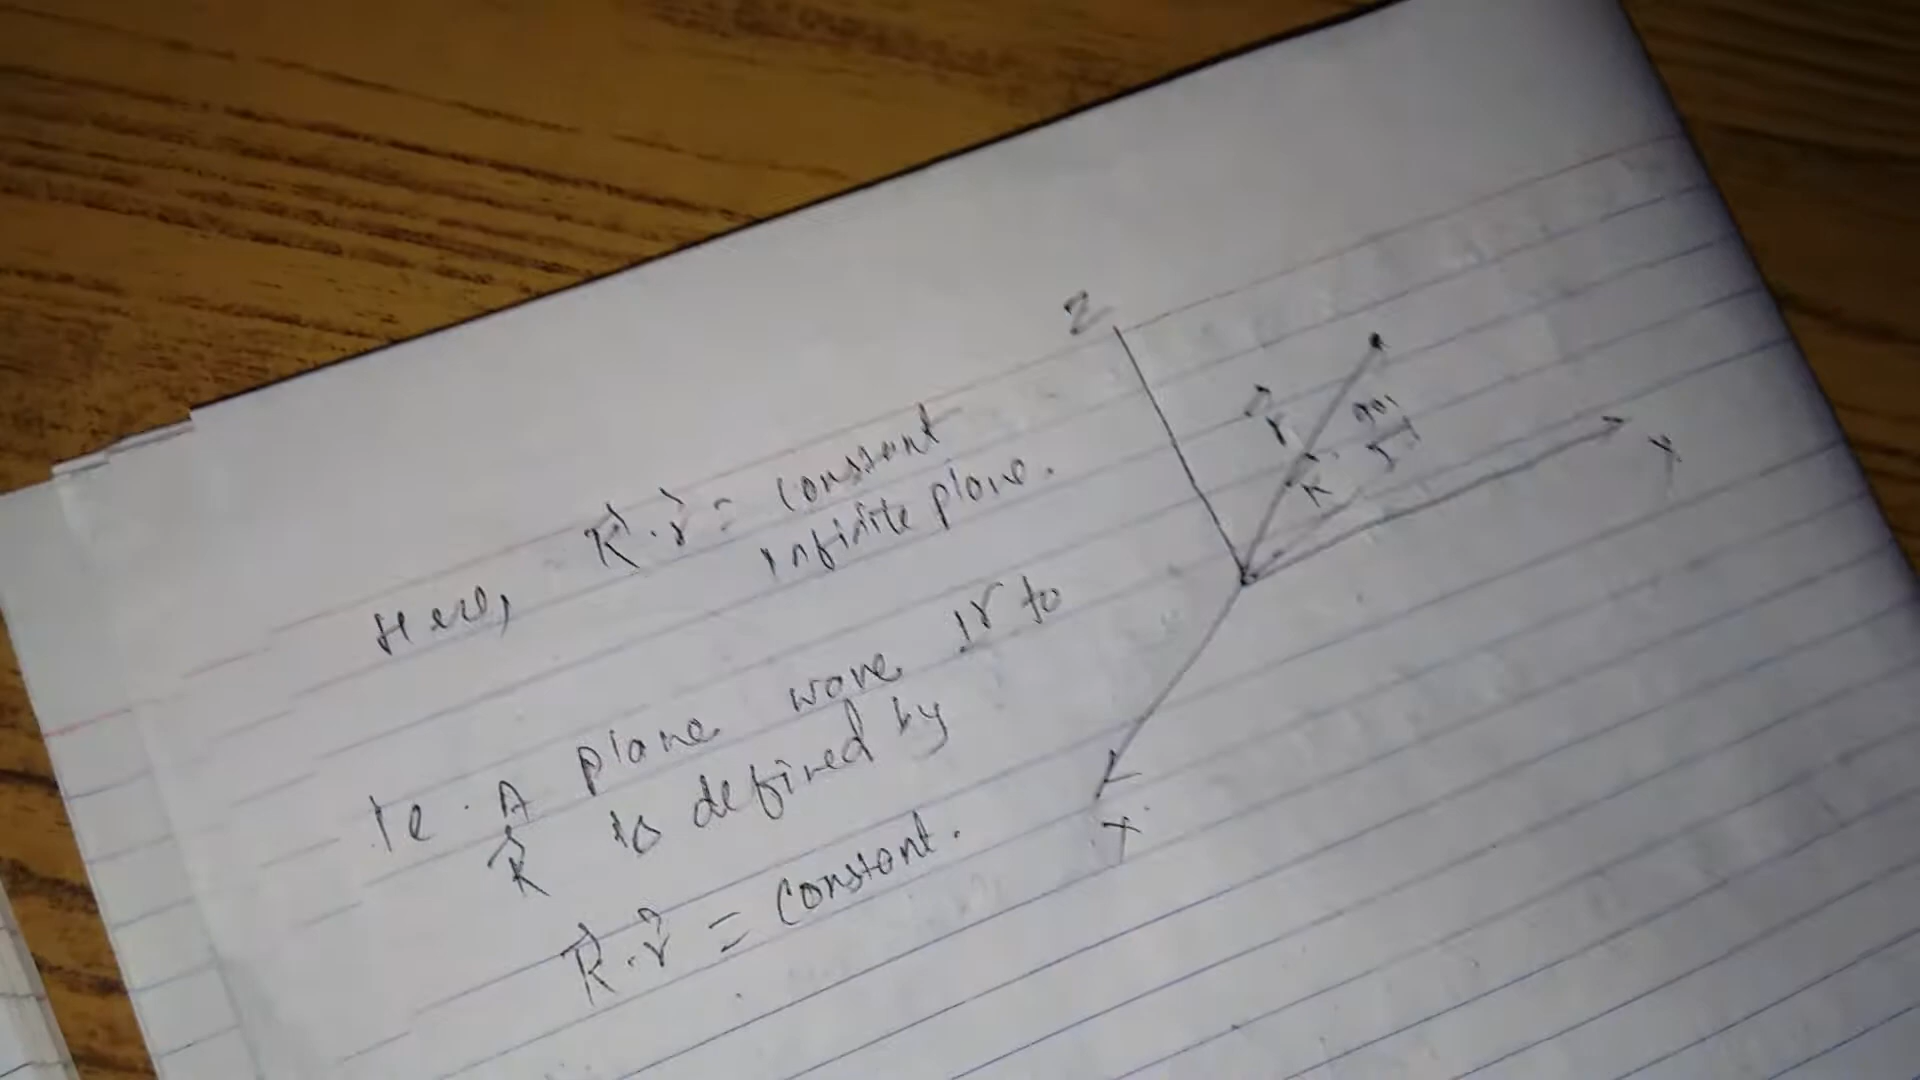 Here, K⃗.r⃗ = constant
infinite plane.
ie. A plane wave ⊥r to
K⃗ is defined by
K⃗.r⃗ = constant.
Z
r⃗
K
Y
X